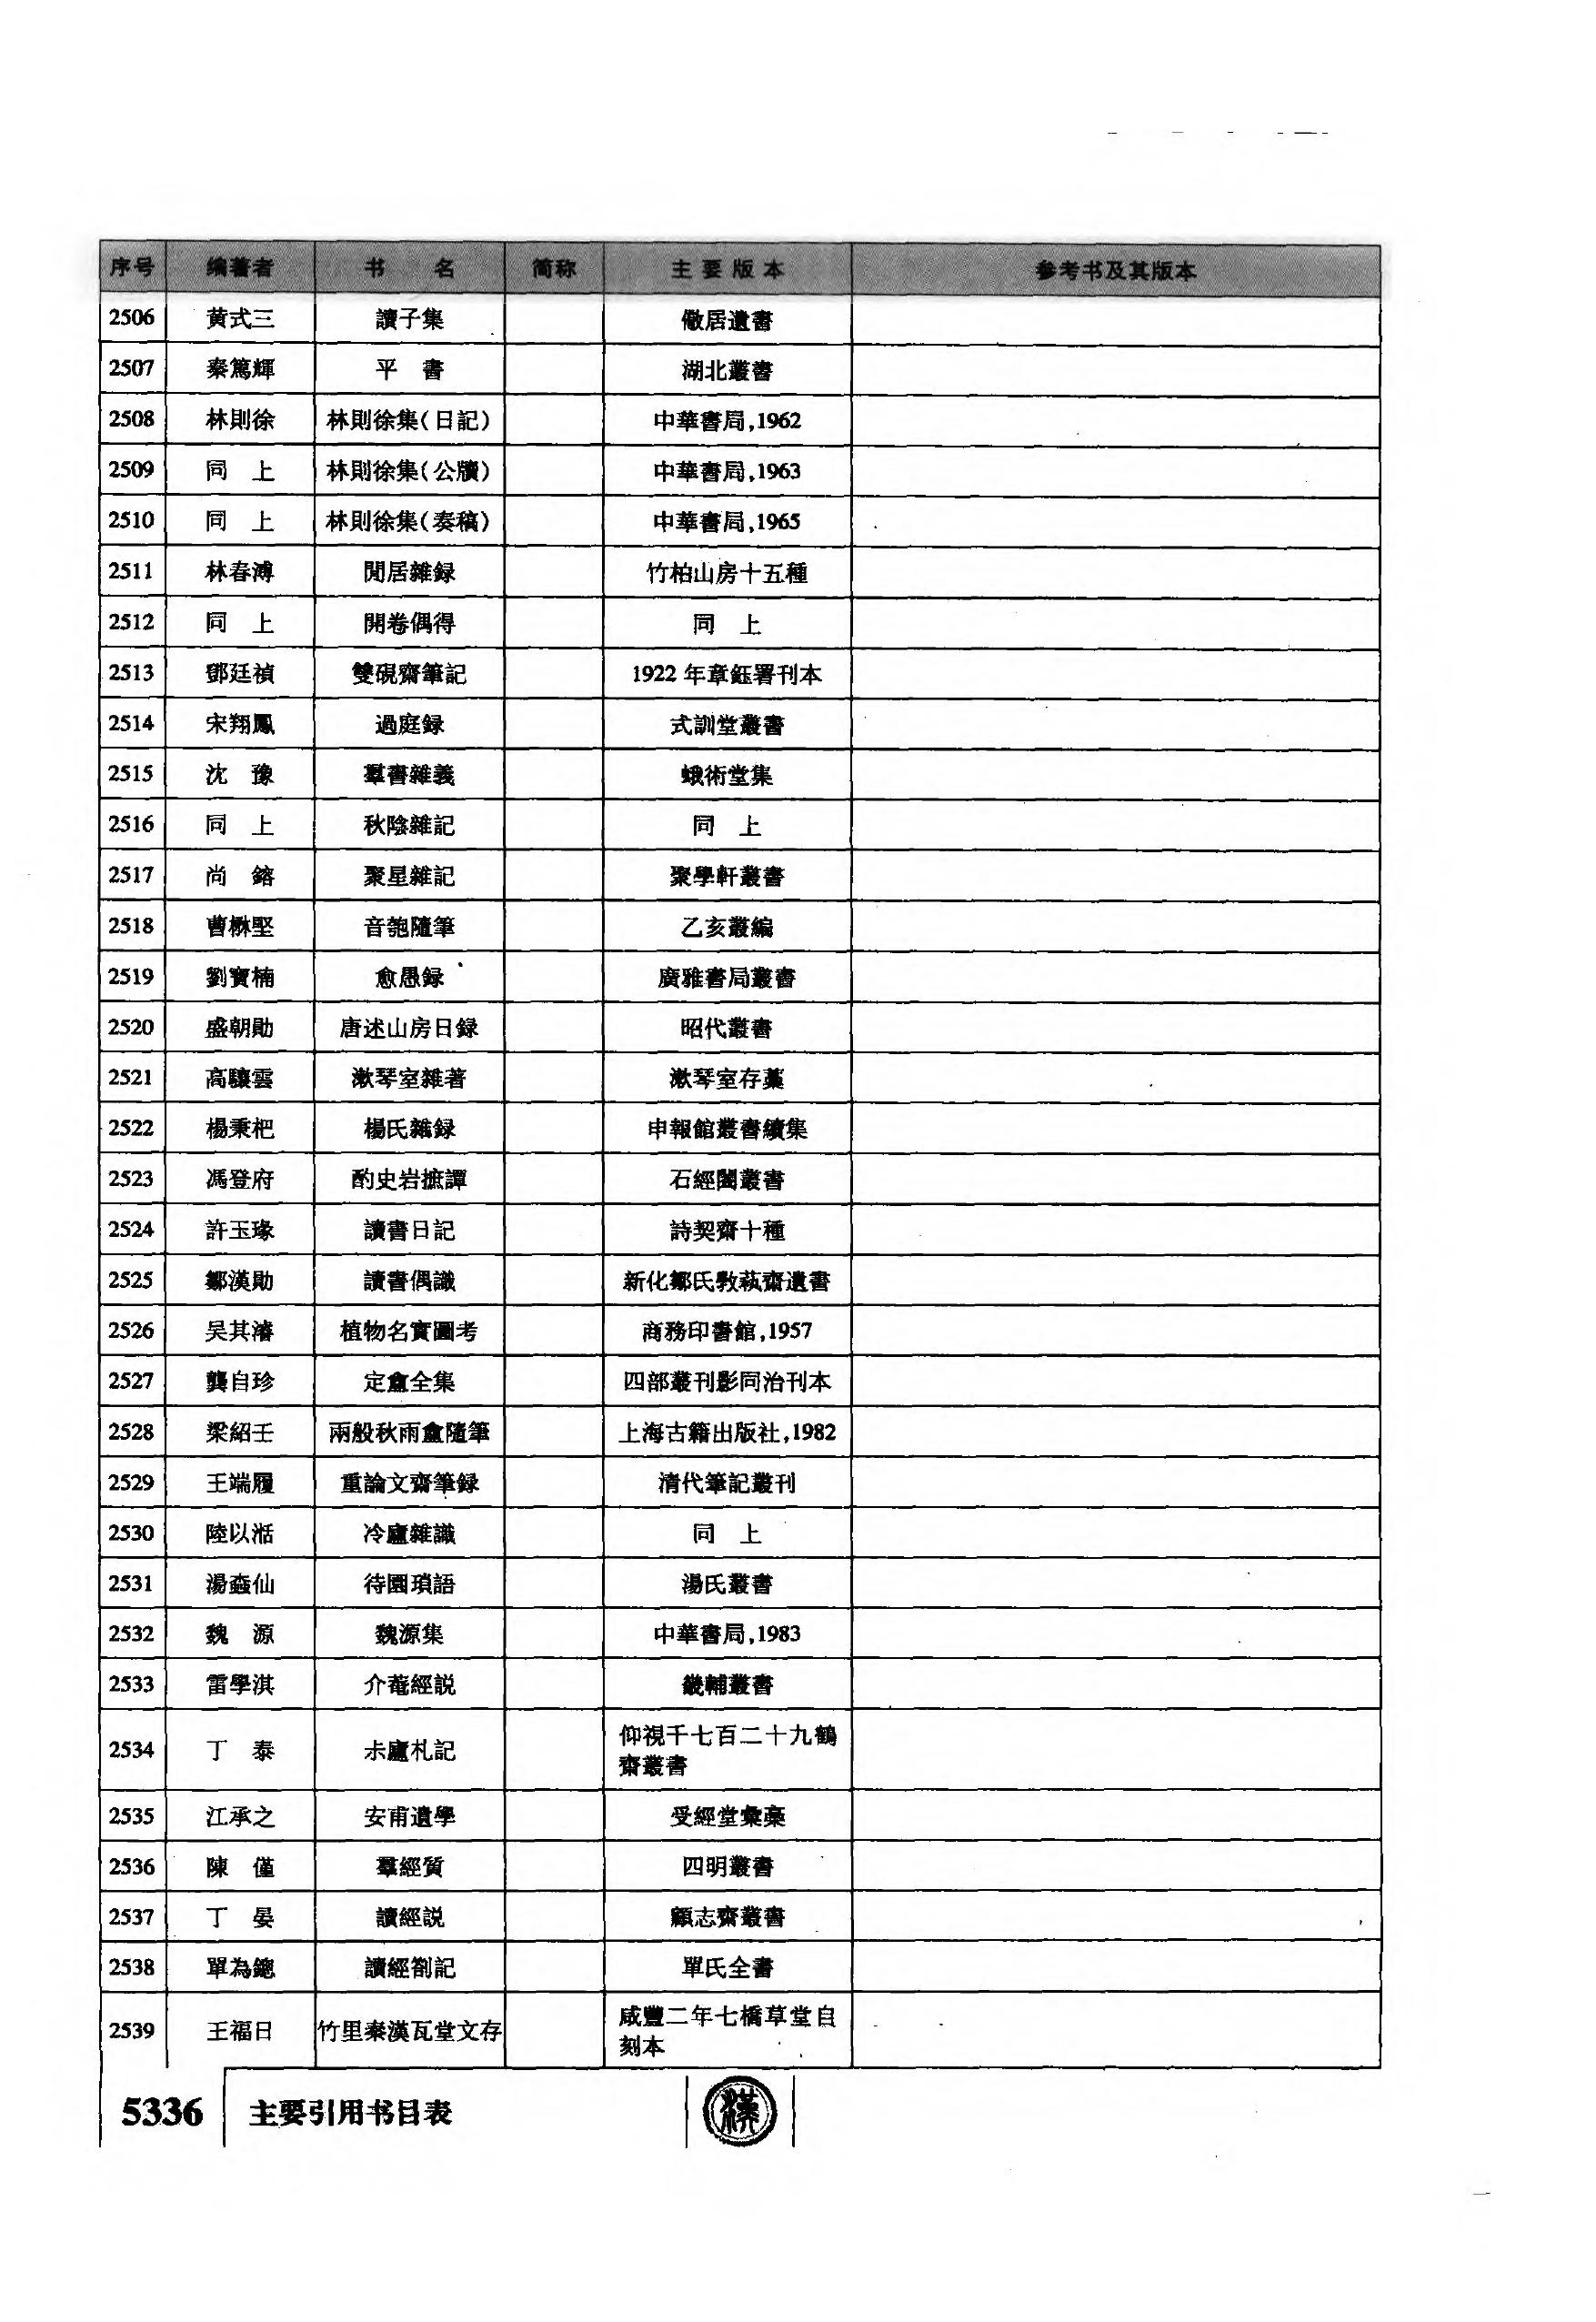 序号 编著者 书 名 简称 主要版本 参考书及其版本
2506 黄式三 讀子集 儆居遺書
2507 秦篤輝 平 書 湖北叢書
2508 林則徐 林則徐集(日記) 中華書局,1962
2509 同 上 林則徐集(公牘) 中華書局,1963
2510 同 上 林則徐集(奏稿) 中華書局,1965
2511 林春溥 閒居雜録 竹柏山房十五種
2512 同 上 開卷偶得 同 上
2513 鄧廷禎 雙硯齋筆記 1922年章鈺署刊本
2514 宋翔鳳 過庭録 式訓堂叢書
2515 沈 豫 羣書雜義 蛾術堂集
2516 同 上 秋陰雜記 同 上
2517 尚 鎔 聚星雜記 聚學軒叢書
2518 曹楙堅 音匏隨筆 乙亥叢編
2519 劉寶楠 愈愚録 廣雅書局叢書
2520 盛朝勛 唐述山房日録 昭代叢書
2521 高驤雲 漱琴室雜著 漱琴室存藁
2522 楊秉杷 楊氏雜録 申報館叢書續集
2523 馮登府 酌史岩摭譚 石經閣叢書
2524 許玉瑑 讀書日記 詩契齋十種
2525 鄒漢勛 讀書偶識 新化鄒氏斆蓺齋遺書
2526 吴其濬 植物名實圖考 商務印書館,1957
2527 龔自珍 定盦全集 四部叢刊影同治刊本
2528 梁紹壬 兩般秋雨盦隨筆 上海古籍出版社,1982
2529 王端履 重論文齋筆録 清代筆記叢刊
2530 陸以湉 冷廬雜識 同 上
2531 湯蠡仙 待園瑣語 湯氏叢書
2532 魏 源 魏源集 中華書局,1983
2533 雷學淇 介菴經説 畿輔叢書
2534 丁 泰 卡廬札記 仰視千七百二十九鶴
齋叢書
2535 江承之 安甫遺學 受經堂彙藁
2536 陳 僅 羣經質 四明叢書
2537 丁 晏 讀經説 頤志齋叢書
2538 單為鏓 讀經劄記 單氏全書
2539 王福日 竹里秦漢瓦堂文存 咸豐二年七橋草堂自
刻本
5336 主要引用书目表 漢